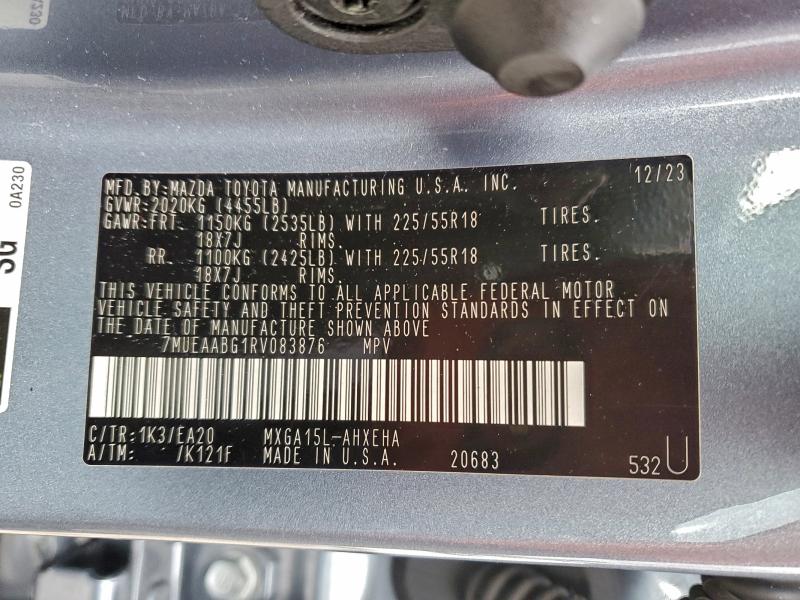 MFD.BY:MAZDA TOYOTA MANUFACTURING U.S.A. INC. 12/23
GVWR:2020KG (4455LB)
GAWR:FRT. 1150KG (2535LB) WITH 225/55R18 TIRES.
18X7J RIMS.
RR. 1100KG (2425LB) WITH 225/55R18 TIRES.
18X7J RIMS.
THIS VEHICLE CONFORMS TO ALL APPLICABLE FEDERAL MOTOR
VEHICLE SAFETY AND THEFT PREVENTION STANDARDS IN EFFECT ON
THE DATE OF MANUFACTURE SHOWN ABOVE
7MUEAABG1RV083876 MPV
C/TR:1K3/EA20 MXGA15L-AHXEHA
A/TM: /K121F MADE IN U.S.A. 20683 532 U
0A230
SG